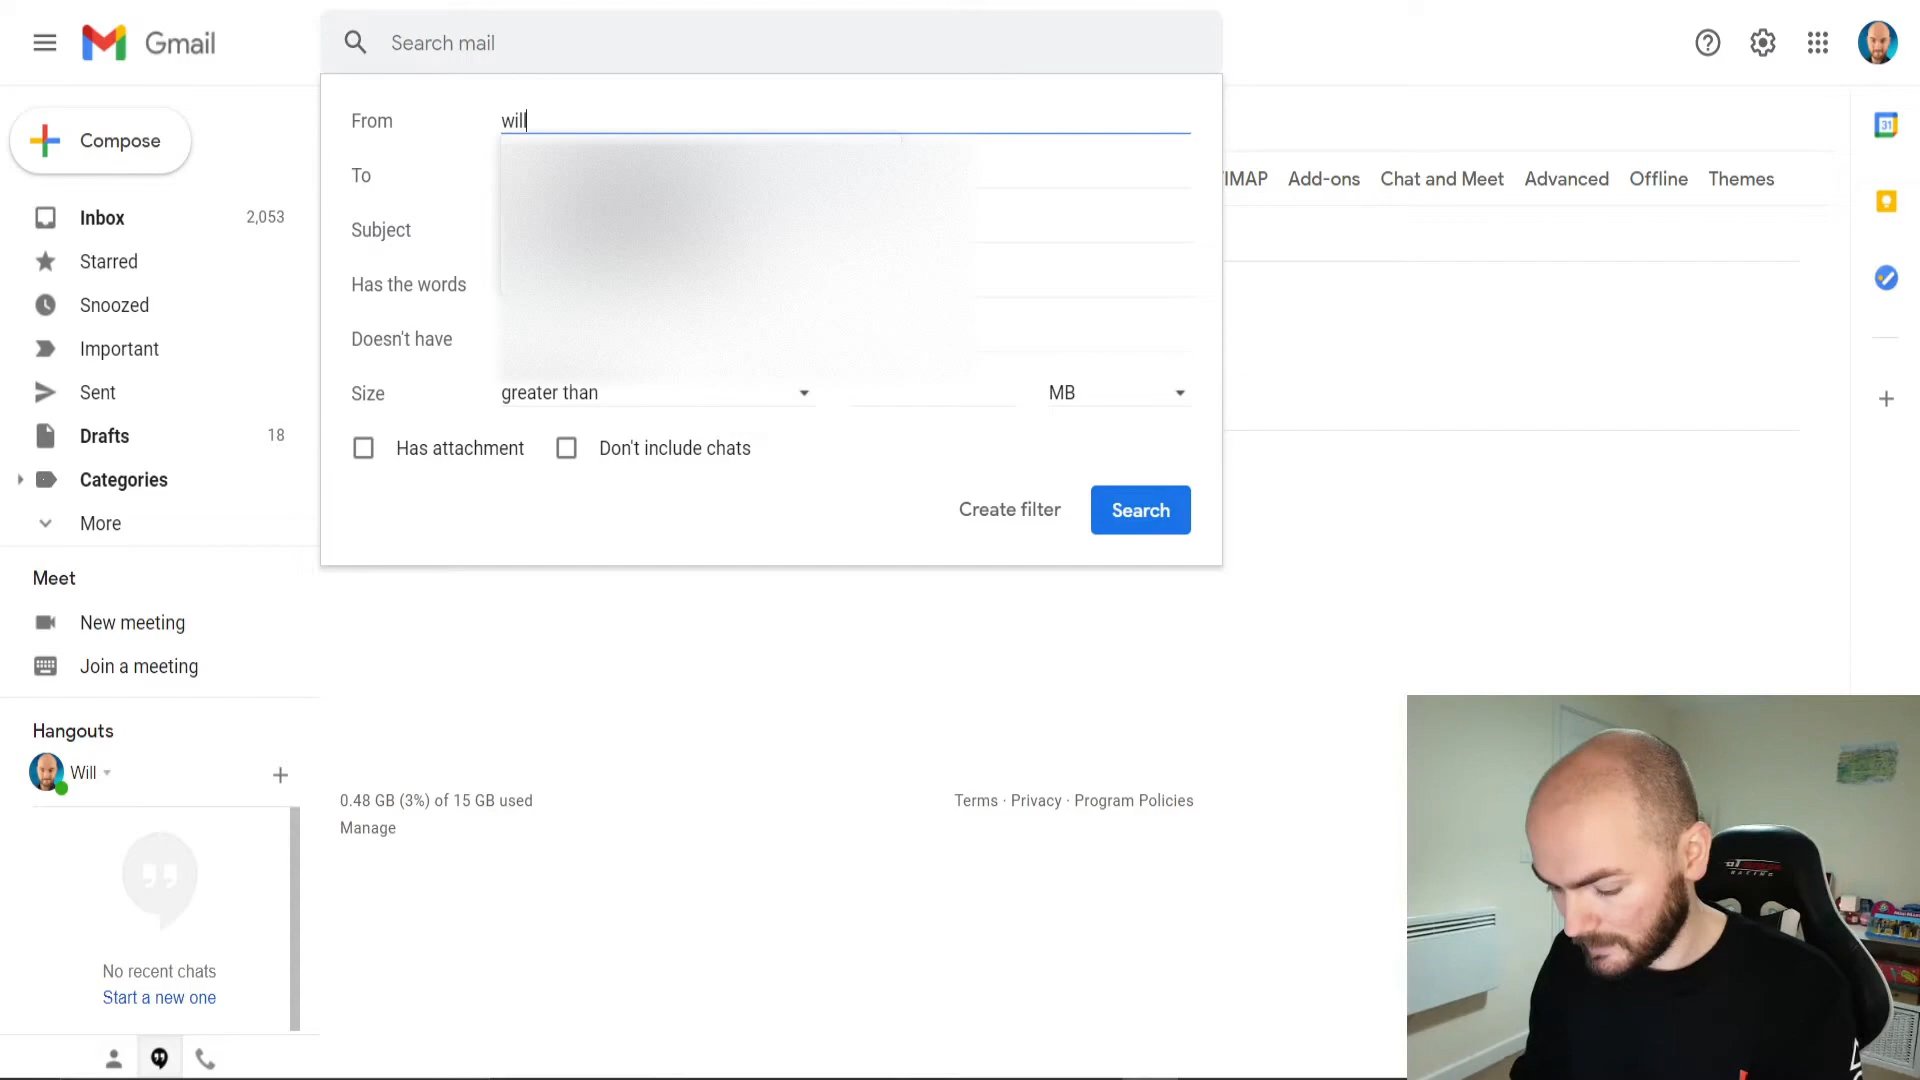 Gmail
Search mail
Compose
Inbox 2,053
Starred
Snoozed
Important
Sent
Drafts 18
Categories
More
Meet
New meeting
Join a meeting
Hangouts
Will
No recent chats
Start a new one
From will
To
Subject
Has the words
Doesn't have
Size greater than MB
Has attachment Don't include chats
Create filter Search
/IMAP Add-ons Chat and Meet Advanced Offline Themes
31
0.48 GB (3%) of 15 GB used
Manage
Terms · Privacy · Program Policies
RACING